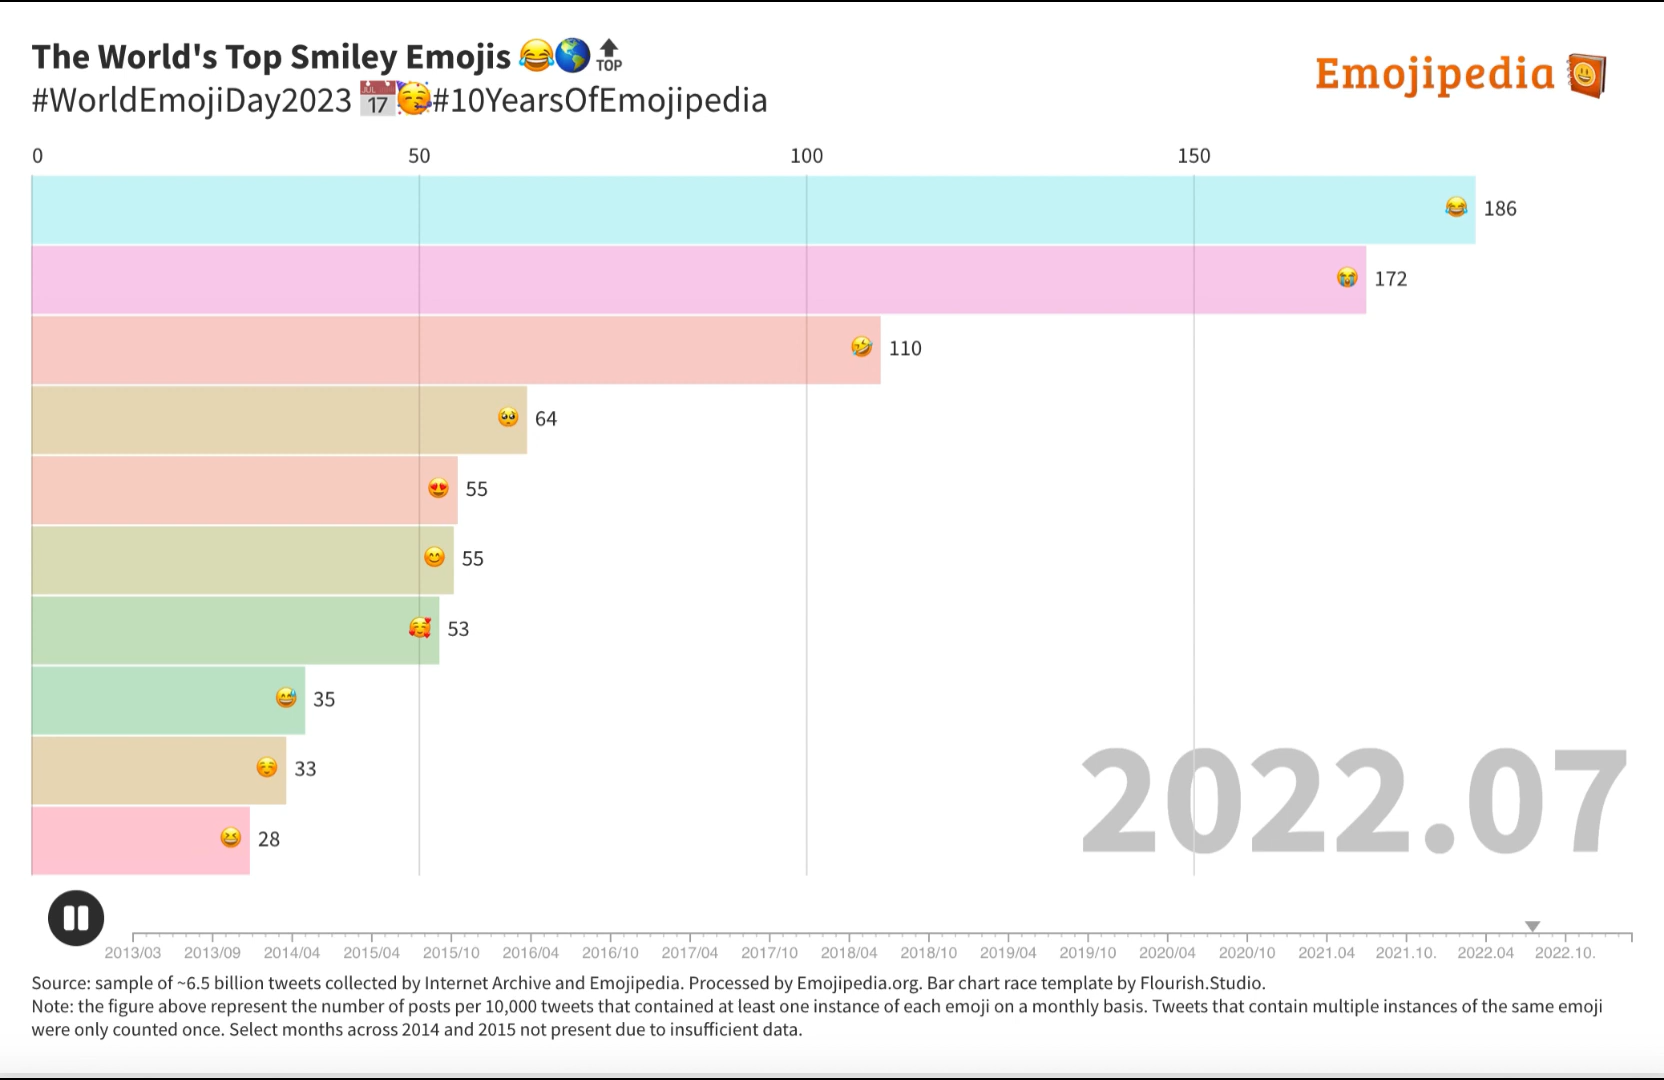 The World's Top Smiley Emojis 😂🌎🔝
#WorldEmojiDay2023 📅🥳#10YearsOfEmojipedia
Emojipedia
0 50 100 150
😂 186
😭 172
🤣 110
🥺 64
😍 55
😊 55
🥰 53
😅 35
☺️ 33
😆 28
2022.07
2013/03 2013/09 2014/04 2015/04 2015/10 2016/04 2016/10 2017/04 2017/10 2018/04 2018/10 2019/04 2019/10 2020/04 2020/10 2021.04 2021.10. 2022.04 2022.10.
Source: sample of ~6.5 billion tweets collected by Internet Archive and Emojipedia. Processed by Emojipedia.org. Bar chart race template by Flourish.Studio.
Note: the figure above represent the number of posts per 10,000 tweets that contained at least one instance of each emoji on a monthly basis. Tweets that contain multiple instances of the same emoji
were only counted once. Select months across 2014 and 2015 not present due to insufficient data.